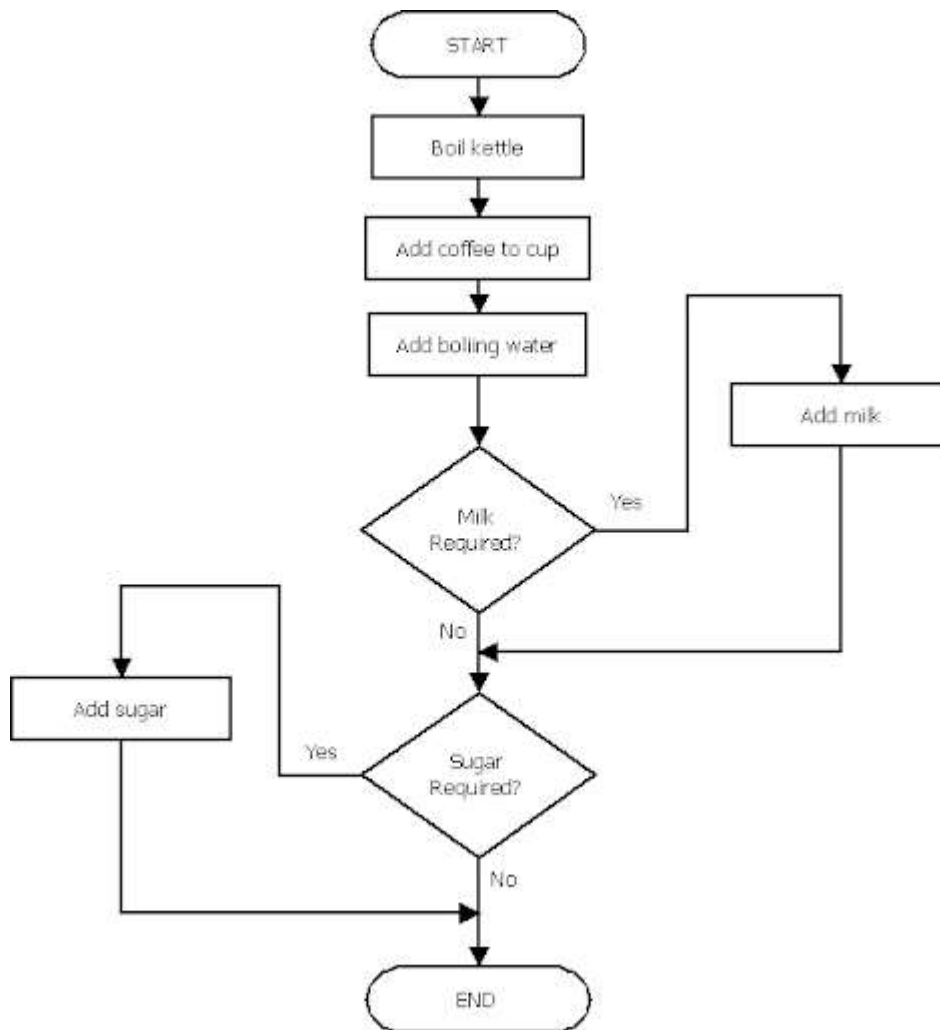 START
Boil kettle
Add coffee to cup
Add boliing water
Add milk
Milk
Required?
Yes
No
Add sugar
Yes
Sugar
Required?
No
END